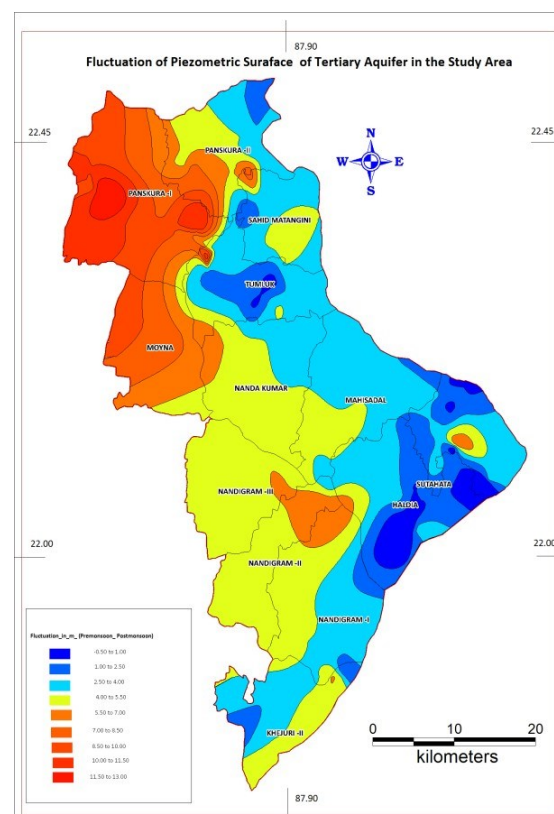 87.90
Fluctuation of Piezometric Suraface of Tertiary Aquifer in the Study Area
22.45
22.45
N
W E
S
PANSKURA -II
PANSKURA -I
SAHID MATANGINI
TUMLUK
MOYNA
NANDA KUMAR
MAHISADAL
SUTAHATA
NANDIGRAM -III
HALDIA
22.00
22.00
NANDIGRAM -II
NANDIGRAM -I
KHEJURI -II
Fluctuation_in_m_ (Premonsoon_ Postmonsoon)
-0.50 to 1.00
1.00 to 2.50
2.50 to 4.00
4.00 to 5.50
5.50 to 7.00
7.00 to 8.50
8.50 to 10.00
10.00 to 11.50
11.50 to 13.00
0 10 20
kilometers
87.90